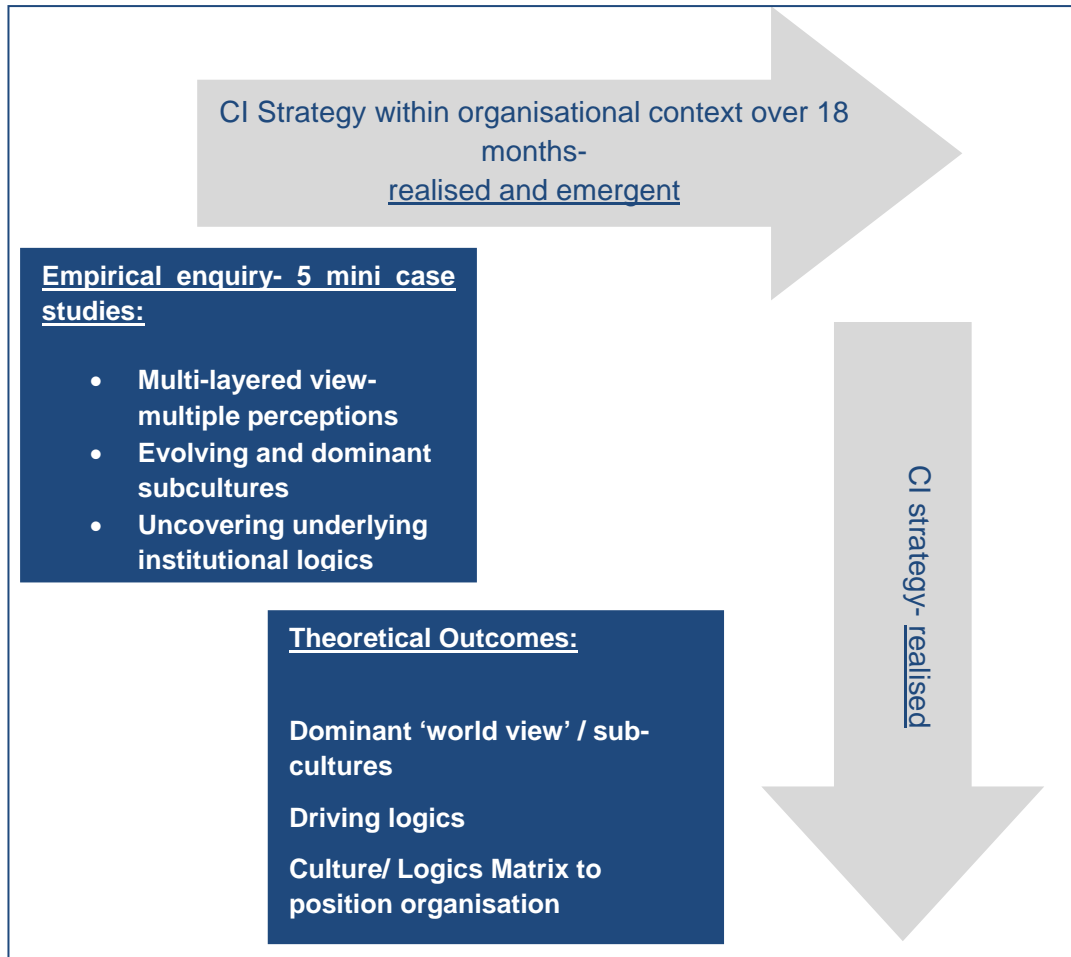 CI Strategy within organisational context over 18
months-
realised and emergent
Empirical enquiry- 5 mini case
studies:
• Multi-layered view-
multiple perceptions
• Evolving and dominant
subcultures
• Uncovering underlying
institutional logics
CI strategy- realised
Theoretical Outcomes:
Dominant ‘world view’ / sub-
cultures
Driving logics
Culture/ Logics Matrix to
position organisation